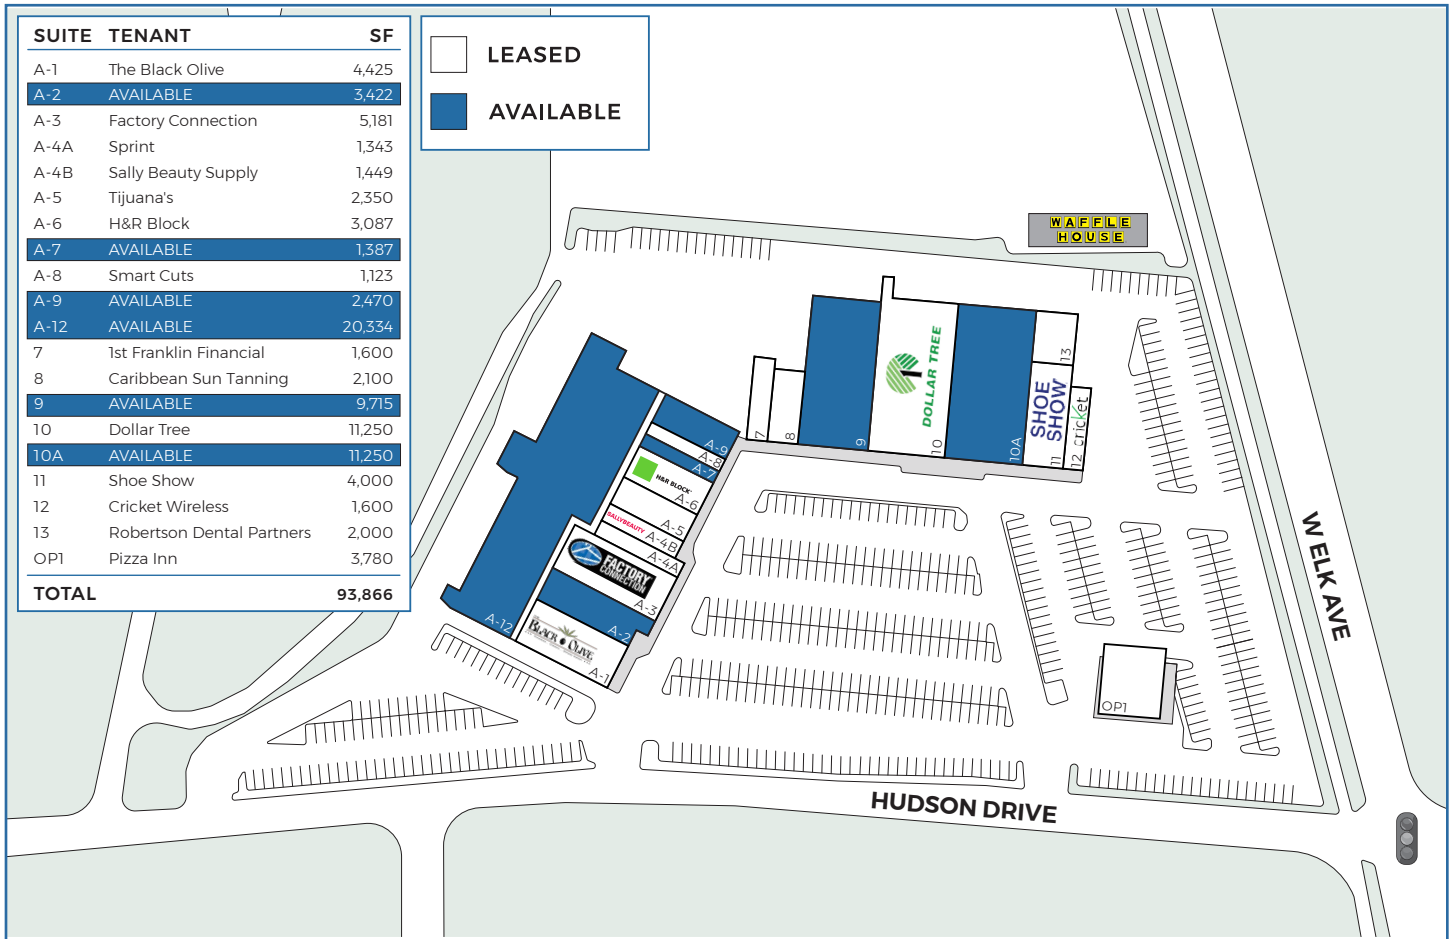 SUITE TENANT SF
A-1 The Black Olive 4,425
A-2 AVAILABLE 3,422
A-3 Factory Connection 5,181
A-4A Sprint 1,343
A-4B Sally Beauty Supply 1,449
A-5 Tijuana's 2,350
A-6 H&R Block 3,087
A-7 AVAILABLE 1,387
A-8 Smart Cuts 1,123
A-9 AVAILABLE 2,470
A-12 AVAILABLE 20,334
7 1st Franklin Financial 1,600
8 Caribbean Sun Tanning 2,100
9 AVAILABLE 9,715
10 Dollar Tree 11,250
10A AVAILABLE 11,250
11 Shoe Show 4,000
12 Cricket Wireless 1,600
13 Robertson Dental Partners 2,000
OP1 Pizza Inn 3,780
TOTAL 93,866
LEASED
AVAILABLE
WAFFLE
HOUSE
7
8
9
DOLLAR TREE
10
10A
13
SHOE
SHOW
11
12 cricket
A-9
A-8
A-7
H&R BLOCK
A-6
A-5
SALLYBEAUTY A-4B
A-4A
FACTORY
CONNECTION
A-3
A-2
A-12
BLACK OLIVE
A-1
OP1
W ELK AVE
HUDSON DRIVE